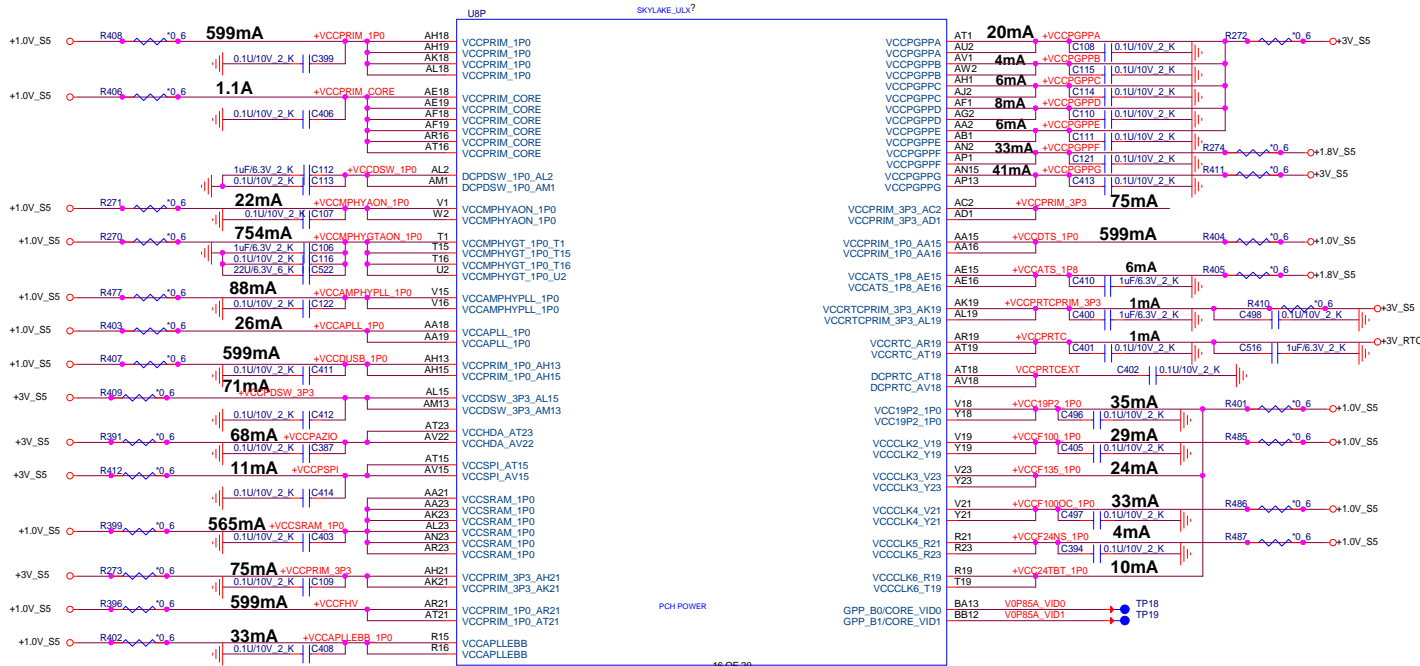 SKYLAKE_ULX?
U8P
+1.0V_S5 R408 *0_6 599mA +VCCPRIM_1P0 AH18 VCCPRIM_1P0
AH19 VCCPRIM_1P0
0.1U/10V_2_K C399 AK18 VCCPRIM_1P0
AL18 VCCPRIM_1P0
+1.0V_S5 R406 *0_6 1.1A +VCCPRIM_CORE AE18 VCCPRIM_CORE
AE19 VCCPRIM_CORE
0.1U/10V_2_K C406 AF18 VCCPRIM_CORE
AF19 VCCPRIM_CORE
AR16 VCCPRIM_CORE
AT16 VCCPRIM_CORE
1uF/6.3V_2_K C112 +VCCDSW_1P0 AL2 DCPDSW_1P0_AL2
0.1U/10V_2_K C113 AM1 DCPDSW_1P0_AM1
+1.0V_S5 R271 *0_6 22mA +VCCMPHYAON_1P0 V1 VCCMPHYAON_1P0
0.1U/10V_2_K C107 W2 VCCMPHYAON_1P0
+1.0V_S5 R270 *0_6 754mA +VCCMPHYGTAON_1P0 T1 VCCMPHYGT_1P0_T1
1uF/6.3V_2_K C106 T15 VCCMPHYGT_1P0_T15
0.1U/10V_2_K C116 T16 VCCMPHYGT_1P0_T16
22U/6.3V_6_K C522 U2 VCCMPHYGT_1P0_U2
+1.0V_S5 R477 *0_6 88mA +VCCAMPHYPLL_1P0 V15 VCCAMPHYPLL_1P0
0.1U/10V_2_K C122 V16 VCCAMPHYPLL_1P0
+1.0V_S5 R403 *0_6 26mA +VCCAPLL_1P0 AA18 VCCAPLL_1P0
AA19 VCCAPLL_1P0
+1.0V_S5 R407 *0_6 599mA +VCCDUSB_1P0 AH13 VCCPRIM_1P0_AH13
0.1U/10V_2_K C411 AH15 VCCPRIM_1P0_AH15
+3V_S5 R409 *0_6 71mA +VCCPDSW_3P3 AL15 VCCDSW_3P3_AL15
0.1U/10V_2_K C412 AM13 VCCDSW_3P3_AM13
+3V_S5 R391 *0_6 68mA +VCCPAZIO AT23 VCCHDA_AT23
0.1U/10V_2_K C387 AV22 VCCHDA_AV22
+3V_S5 R412 *0_6 11mA +VCCPSPI AT15 VCCSPI_AT15
AV15 VCCSPI_AV15
0.1U/10V_2_K C414
AA21 VCCSRAM_1P0
AA23 VCCSRAM_1P0
AK23 VCCSRAM_1P0
+1.0V_S5 R399 *0_6 565mA +VCCSRAM_1P0 AL23 VCCSRAM_1P0
0.1U/10V_2_K C403 AN23 VCCSRAM_1P0
AR23 VCCSRAM_1P0
+3V_S5 R273 *0_6 75mA +VCCPRIM_3P3 AH21 VCCPRIM_3P3_AH21
0.1U/10V_2_K C109 AK21 VCCPRIM_3P3_AK21
+1.0V_S5 R396 *0_6 599mA +VCCFHV AR21 VCCPRIM_1P0_AR21
AT21 VCCPRIM_1P0_AT21
+1.0V_S5 R402 *0_6 33mA +VCCAPLLEBB_1P0 R15 VCCAPLLEBB
0.1U/10V_2_K C408 R16 VCCAPLLEBB
PCH POWER
16 OF 20
VCCPGPPA AT1 20mA +VCCPGPPA R272 *0_6 +3V_S5
VCCPGPPA AU2 C108 0.1U/10V_2_K
VCCPGPPB AV1 4mA +VCCPGPPB
VCCPGPPB AW2 C115 0.1U/10V_2_K
VCCPGPPC AH1 6mA +VCCPGPPC
VCCPGPPC AJ2 C114 0.1U/10V_2_K
VCCPGPPD AF1 8mA +VCCPGPPD
VCCPGPPD AG2 C110 0.1U/10V_2_K
VCCPGPPE AA2 6mA +VCCPGPPE
VCCPGPPE AB1 C111 0.1U/10V_2_K
VCCPGPPF AN2 33mA +VCCPGPPF R274 *0_6 +1.8V_S5
VCCPGPPF AP1 C121 0.1U/10V_2_K
VCCPGPPG AN15 41mA +VCCPGPPG R411 *0_6 +3V_S5
VCCPGPPG AP13 C413 0.1U/10V_2_K
VCCPRIM_3P3_AC2 AC2 +VCCPRIM_3P3 75mA
VCCPRIM_3P3_AD1 AD1
VCCPRIM_1P0_AA15 AA15 +VCCDTS_1P0 599mA R404 *0_6 +1.0V_S5
VCCPRIM_1P0_AA16 AA16
VCCATS_1P8_AE15 AE15 +VCCATS_1P8 6mA R405 *0_6 +1.8V_S5
VCCATS_1P8_AE16 AE16 C410 1uF/6.3V_2_K
VCCRTCPRIM_3P3_AK19 AK19 +VCCPRTCPRIM_3P3 1mA R410 *0_6 +3V_S5
VCCRTCPRIM_3P3_AL19 AL19 C400 1uF/6.3V_2_K C498 0.1U/10V_2_K
VCCRTC_AR19 AR19 +VCCPRTC 1mA +3V_RTC
VCCRTC_AT19 AT19 C401 0.1U/10V_2_K C516 1uF/6.3V_2_K
DCPRTC_AT18 AT18 VCCPRTCEXT C402 0.1U/10V_2_K
DCPRTC_AV18 AV18
VCC19P2_1P0 V18 +VCC19P2_1P0 35mA R401 *0_6 +1.0V_S5
VCC19P2_1P0 Y18 C496 0.1U/10V_2_K
VCCCLK2_V19 V19 +VCCF100_1P0 29mA R485 *0_6 +1.0V_S5
VCCCLK2_Y19 Y19 C405 0.1U/10V_2_K
VCCCLK3_V23 V23 +VCCF135_1P0 24mA
VCCCLK3_Y23 Y23
VCCCLK4_V21 V21 +VCCF100OC_1P0 33mA R486 *0_6 +1.0V_S5
VCCCLK4_Y21 Y21 C497 0.1U/10V_2_K
VCCCLK5_R21 R21 +VCCF24NS_1P0 4mA R487 *0_6 +1.0V_S5
VCCCLK5_R23 R23 C394 0.1U/10V_2_K
VCCCLK6_R19 R19 +VCC24TBT_1P0 10mA
VCCCLK6_T19 T19
GPP_B0/CORE_VID0 BA13 V0P85A_VID0 TP18
GPP_B1/CORE_VID1 BB12 V0P85A_VID1 TP19